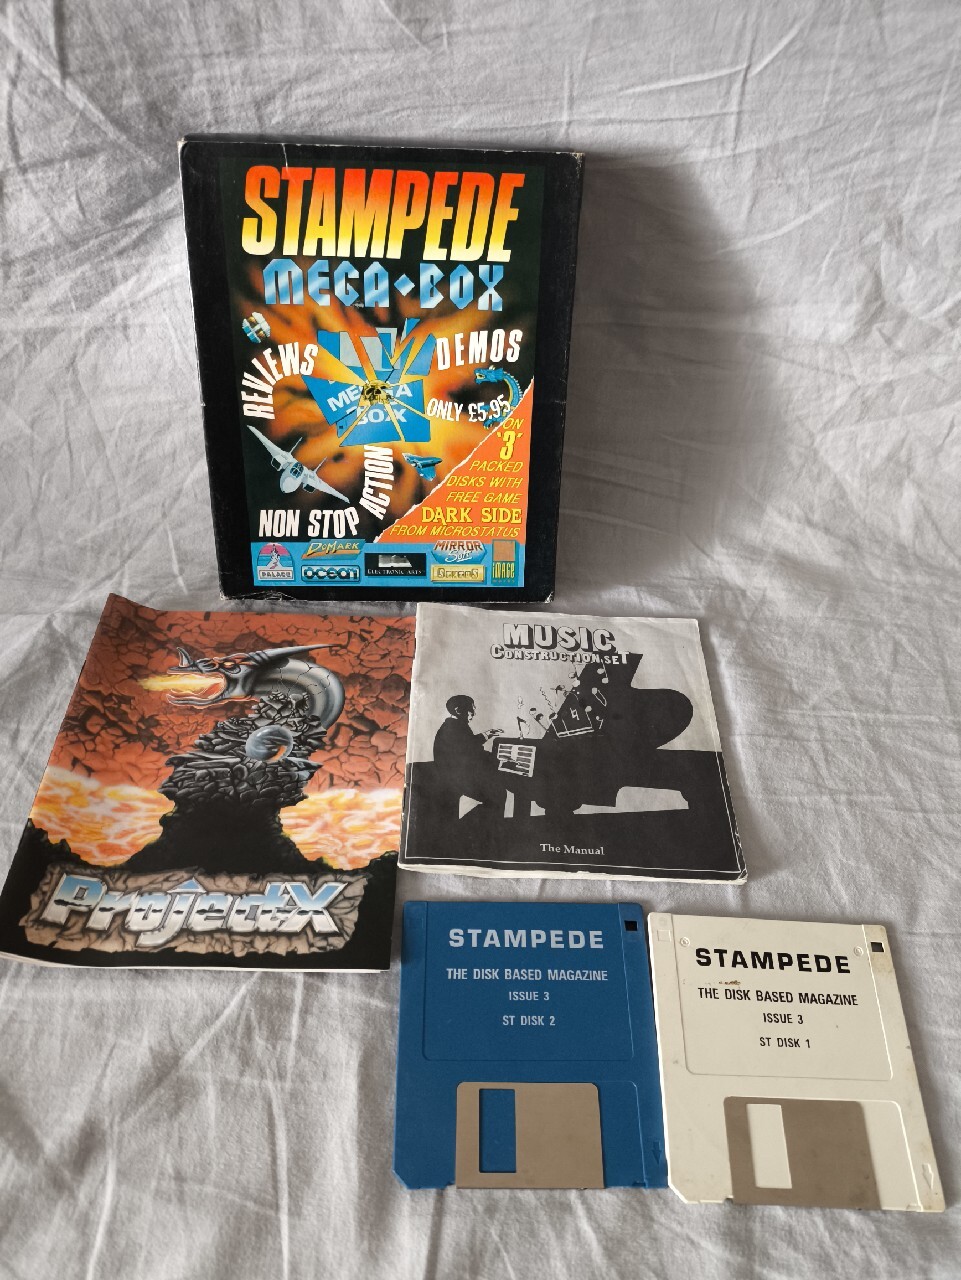 STAMPEDE
MEGA-BOX
REVIEWS
DEMOS
MEGA
BOX
ONLY £5.95
ON
'3'
PACKED
DISKS WITH
FREE GAME
DARK SIDE
FROM MICROSTATUS
NON STOP
ACTION
PALACE
DOMARK
OCEAN
ELECTRONIC ARTS
MIRROR
Soft
IMAGE
MUSIC
CONSTRUCTION SET
The Manual
ProjectX
STAMPEDE
THE DISK BASED MAGAZINE
ISSUE 3
ST DISK 2
STAMPEDE
THE DISK BASED MAGAZINE
ISSUE 3
ST DISK 1